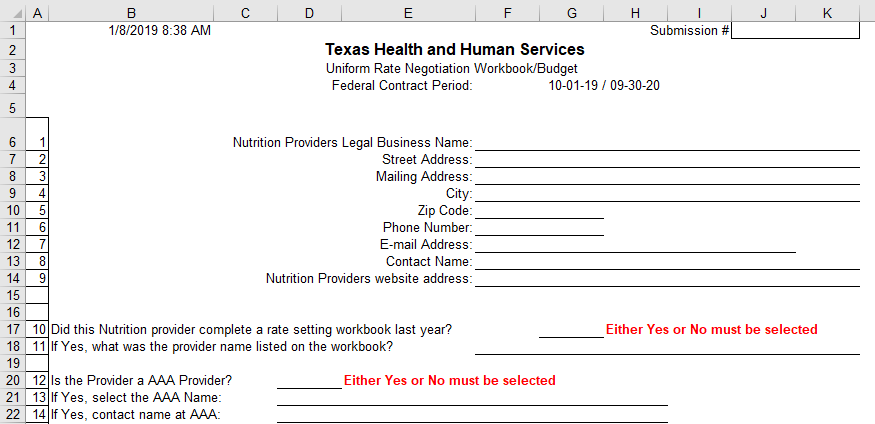 A B C D E F G H I J K
1 1/8/2019 8:38 AM Submission #
2 Texas Health and Human Services
3 Uniform Rate Negotiation Workbook/Budget
4 Federal Contract Period: 10-01-19 / 09-30-20
5
6 1 Nutrition Providers Legal Business Name:
7 2 Street Address:
8 3 Mailing Address:
9 4 City:
10 5 Zip Code:
11 6 Phone Number:
12 7 E-mail Address:
13 8 Contact Name:
14 9 Nutrition Providers website address:
15
16
17 10 Did this Nutrition provider complete a rate setting workbook last year? Either Yes or No must be selected
18 11 If Yes, what was the provider name listed on the workbook?
19
20 12 Is the Provider a AAA Provider? Either Yes or No must be selected
21 13 If Yes, select the AAA Name:
22 14 If Yes, contact name at AAA: